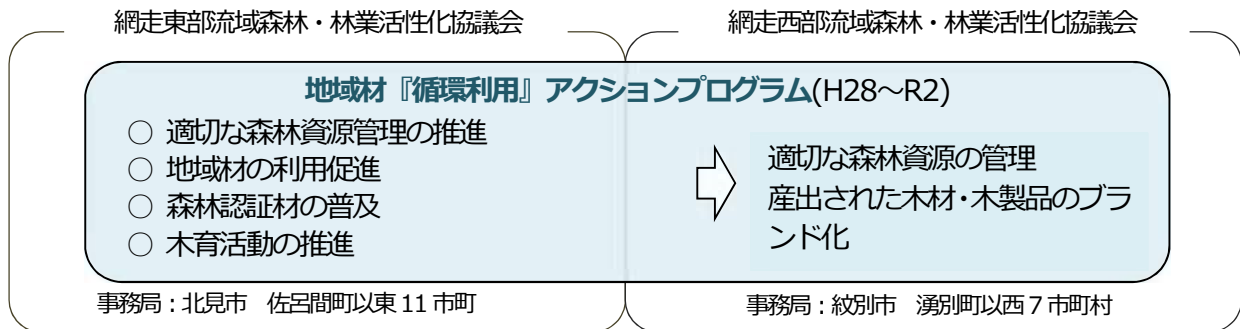 網走東部流域森林・林業活性化協議会
網走西部流域森林・林業活性化協議会
地域材『循環利用』アクションプログラム(H28～R2)
○ 適切な森林資源管理の推進
○ 地域材の利用促進
○ 森林認証材の普及
○ 木育活動の推進
適切な森林資源の管理
産出された木材・木製品のブラ
ンド化
事務局：北見市　佐呂間町以東 11 市町
事務局：紋別市　湧別町以西 7 市町村